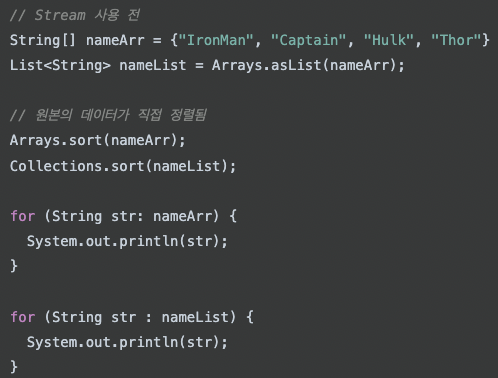 // Stream 사용 전
String[] nameArr = {"IronMan", "Captain", "Hulk", "Thor"}
List<String> nameList = Arrays.asList(nameArr);
// 원본의 데이터가 직접 정렬됨
Arrays.sort(nameArr);
Collections.sort(nameList);
for (String str: nameArr) {
  System.out.println(str);
}
for (String str : nameList) {
  System.out.println(str);
}